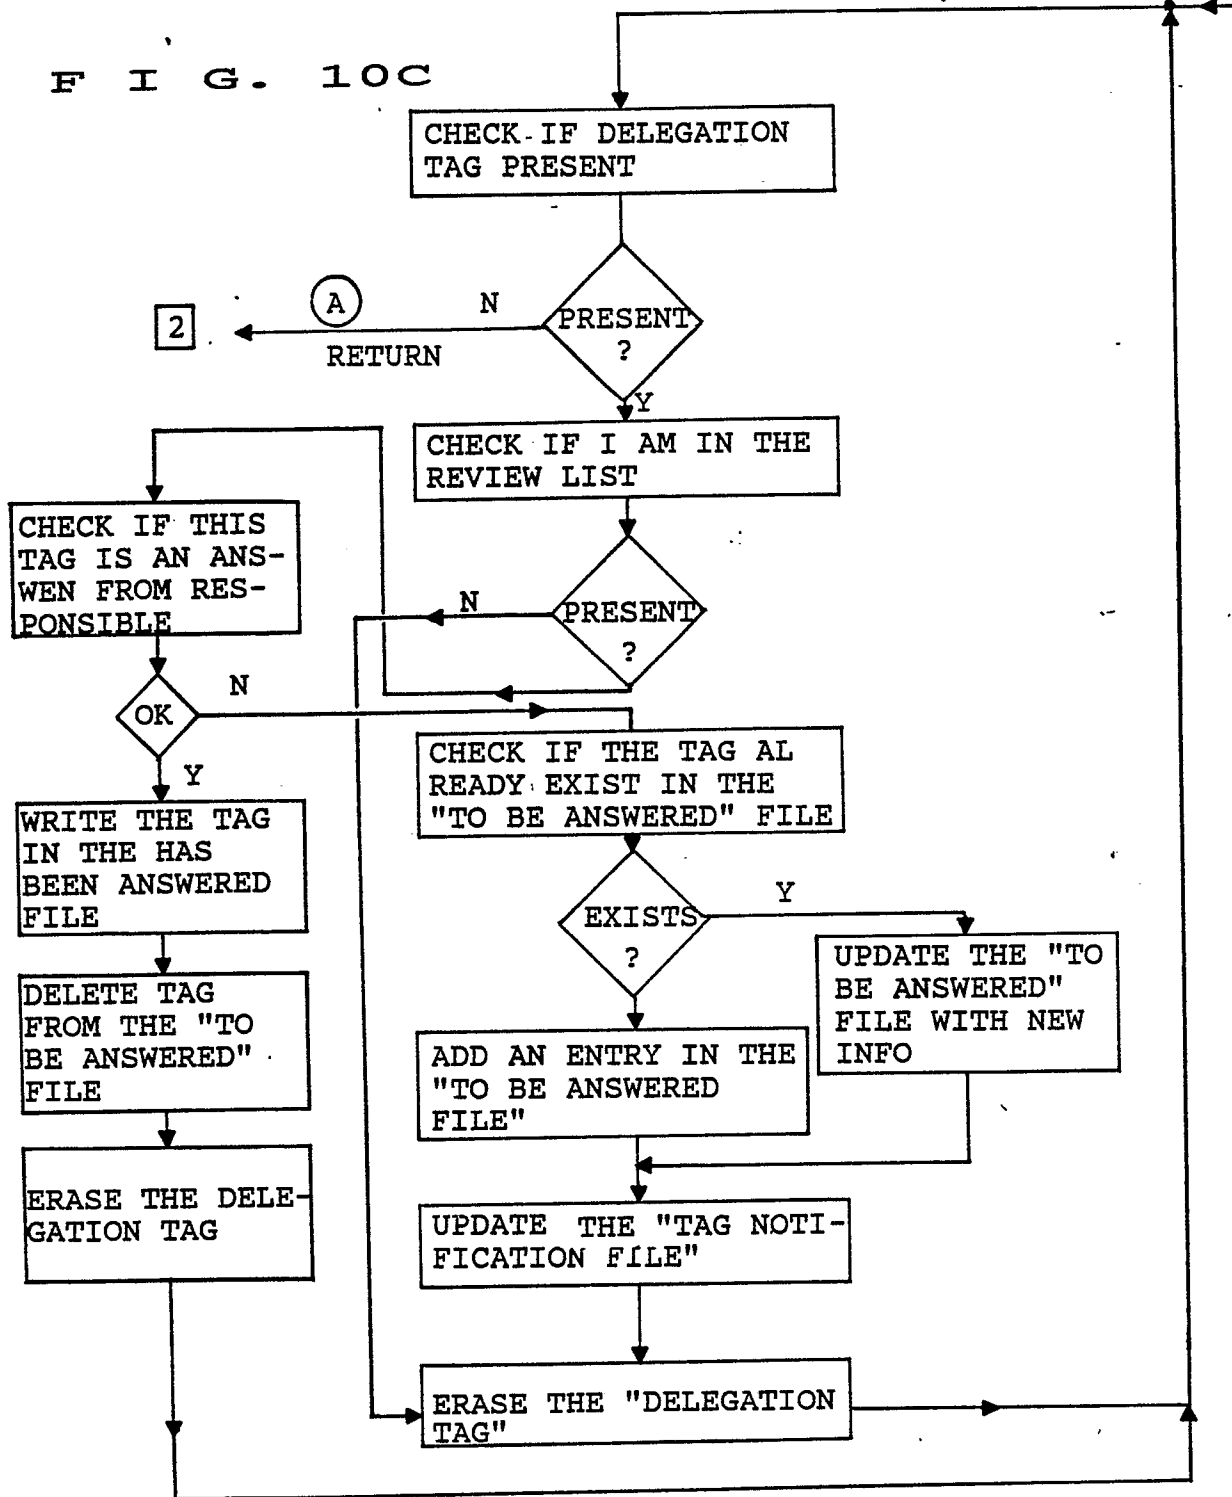 F I G. 10C
CHECK IF DELEGATION
TAG PRESENT
PRESENT
?
N
A
RETURN
2
Y
CHECK IF I AM IN THE
REVIEW LIST
PRESENT
?
N
CHECK IF THIS
TAG IS AN ANS-
WEN FROM RES-
PONSIBLE
OK
N
Y
WRITE THE TAG
IN THE HAS
BEEN ANSWERED
FILE
DELETE TAG
FROM THE "TO
BE ANSWERED"
FILE
ERASE THE DELE-
GATION TAG
CHECK IF THE TAG AL
READY EXIST IN THE
"TO BE ANSWERED" FILE
EXISTS
?
Y
UPDATE THE "TO
BE ANSWERED"
FILE WITH NEW
INFO
ADD AN ENTRY IN THE
"TO BE ANSWERED
FILE"
UPDATE THE "TAG NOTI-
FICATION FILE"
ERASE THE "DELEGATION
TAG"